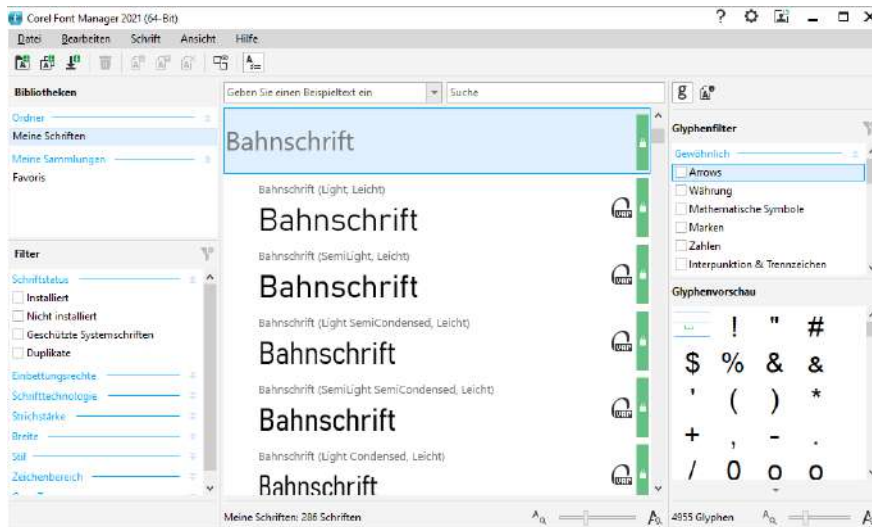 Corel Font Manager 2021 (64-Bit)
Datei Bearbeiten Schrift Ansicht Hilfe
Bibliotheken
Ordner
Meine Schriften
Meine Sammlungen
Favoris
Filter
Schriftstatus
Installiert
Nicht installiert
Geschützte Systemschriften
Duplikate
Einbettungsrechte
Schrifttechnologie
Strichstärke
Breite
Stil
Zeichenbereich
Geben Sie einen Beispieltext ein
Suche
Bahnschrift
Bahnschrift (Light, Leicht)
Bahnschrift
Bahnschrift (SemiLight, Leicht)
Bahnschrift
Bahnschrift (Light SemiCondensed, Leicht)
Bahnschrift
Bahnschrift (SemiLight SemiCondensed, Leicht)
Bahnschrift
Bahnschrift (Light Condensed, Leicht)
Bahnschrift
Meine Schriften: 286 Schriften
Glyphenfilter
Gewöhnlich
Arrows
Währung
Mathematische Symbole
Marken
Zahlen
Interpunktion & Trennzeichen
Glyphenvorschau
! " #
$ % & &
' ( ) *
+ , - .
/ 0 o o
4955 Glyphen